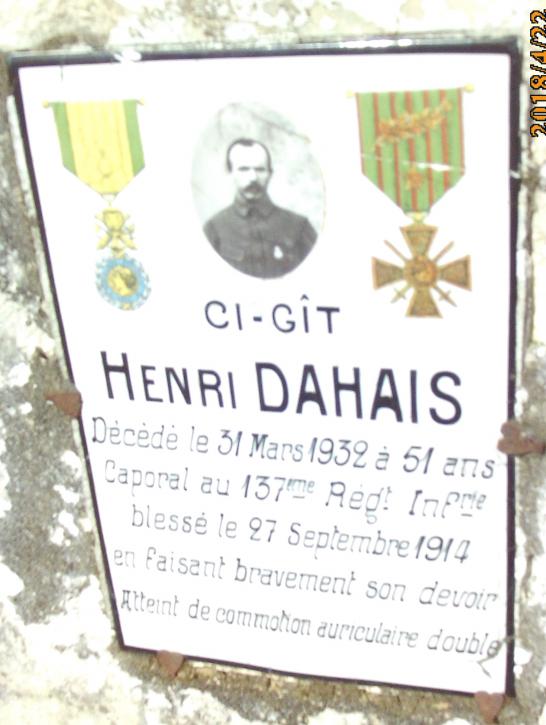 2018/4/22
CI-GÎT
HENRI DAHAIS
Décédé le 31 Mars 1932 à 51 ans
Caporal au 137ème Régt Infrie
blessé le 27 Septembre 1914
en faisant bravement son devoir
Atteint de commotion auriculaire double